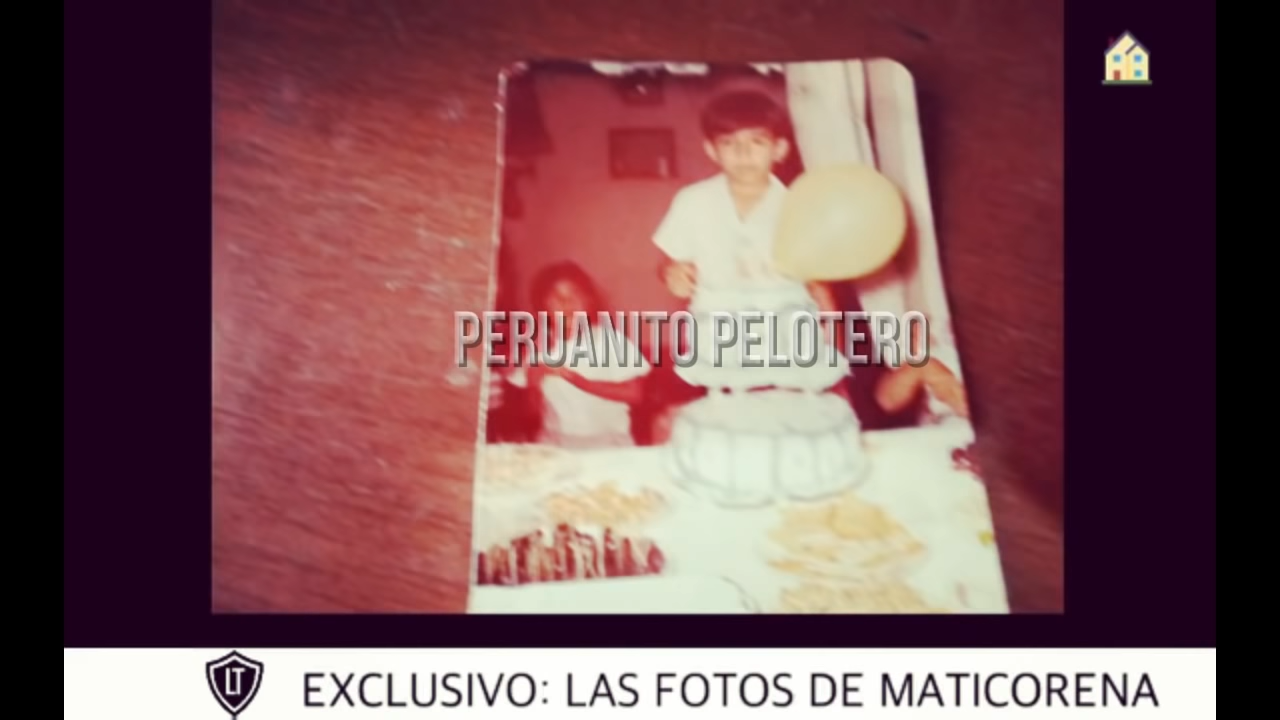 PERUANITO PELOTERO
LT
EXCLUSIVO: LAS FOTOS DE MATICORENA